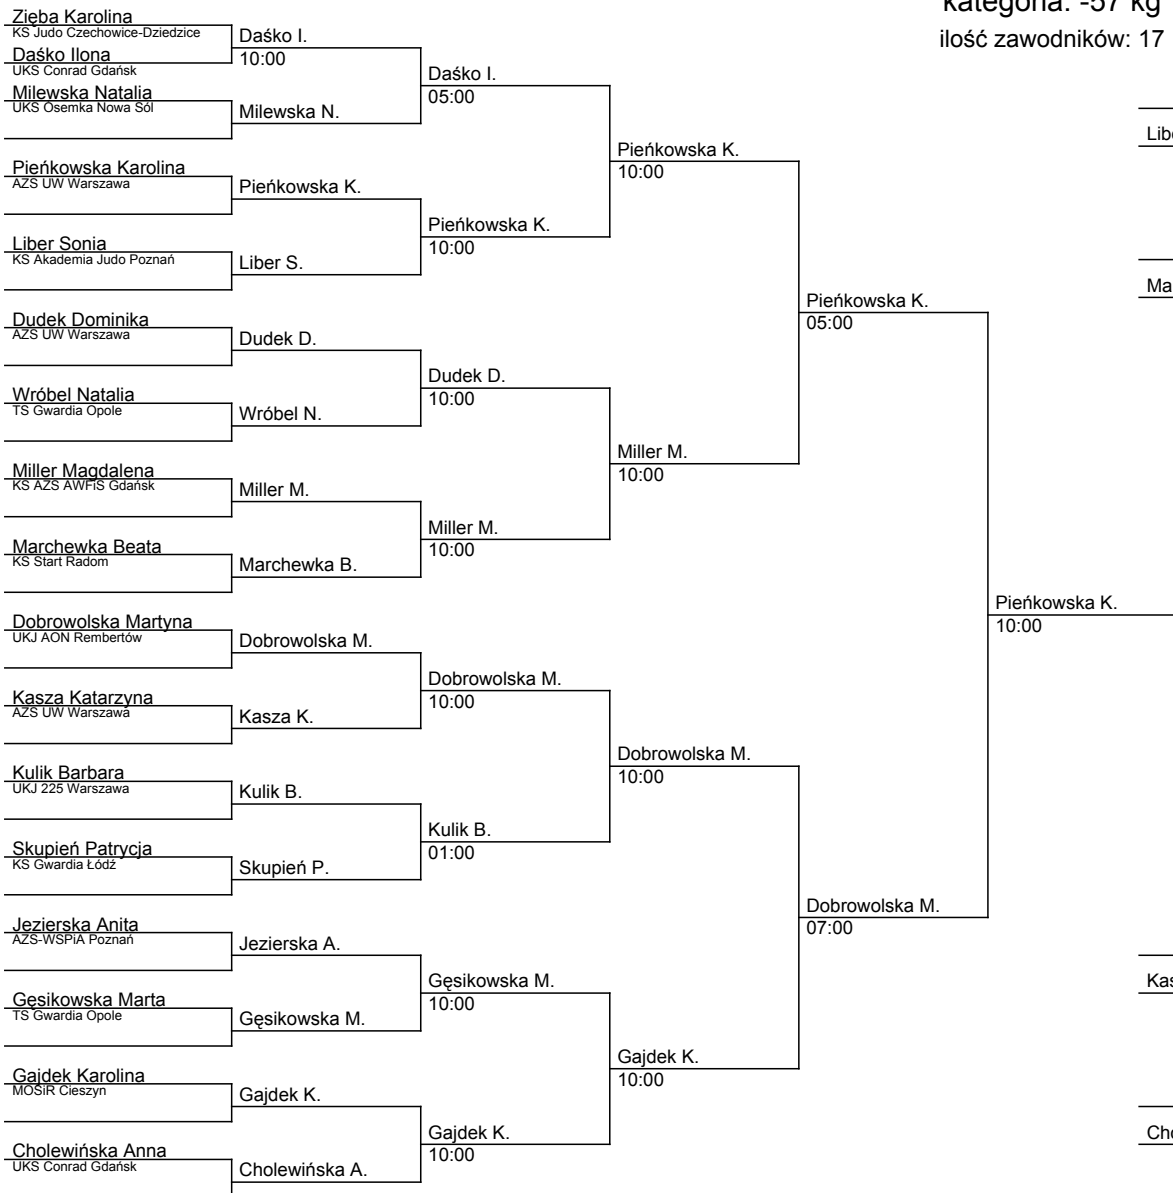 kategoria: -57 kg
ilość zawodników: 17
Zięba Karolina
KS Judo Czechowice-Dziedzice
Daśko Ilona
UKS Conrad Gdańsk
Milewska Natalia
UKS Ósemka Nowa Sól
Pieńkowska Karolina
AZS UW Warszawa
Liber Sonia
KS Akademia Judo Poznań
Dudek Dominika
AZS UW Warszawa
Wróbel Natalia
TS Gwardia Opole
Miller Magdalena
KS AZS AWFiS Gdańsk
Marchewka Beata
KS Start Radom
Dobrowolska Martyna
UKJ AON Rembertów
Kasza Katarzyna
AZS UW Warszawa
Kulik Barbara
UKJ 225 Warszawa
Skupień Patrycja
KS Gwardia Łódź
Jezierska Anita
AZS-WSPiA Poznań
Gęsikowska Marta
TS Gwardia Opole
Gajdek Karolina
MOSiR Cieszyn
Cholewińska Anna
UKS Conrad Gdańsk
Daśko I.
10:00
Milewska N.
Pieńkowska K.
Liber S.
Dudek D.
Wróbel N.
Miller M.
Marchewka B.
Dobrowolska M.
Kasza K.
Kulik B.
Skupień P.
Jezierska A.
Gęsikowska M.
Gajdek K.
Cholewińska A.
Daśko I.
05:00
Pieńkowska K.
10:00
Dudek D.
10:00
Miller M.
10:00
Dobrowolska M.
10:00
Kulik B.
01:00
Gęsikowska M.
10:00
Gajdek K.
10:00
Pieńkowska K.
10:00
Miller M.
10:00
Dobrowolska M.
10:00
Gajdek K.
10:00
Pieńkowska K.
05:00
Dobrowolska M.
07:00
Pieńkowska K.
10:00